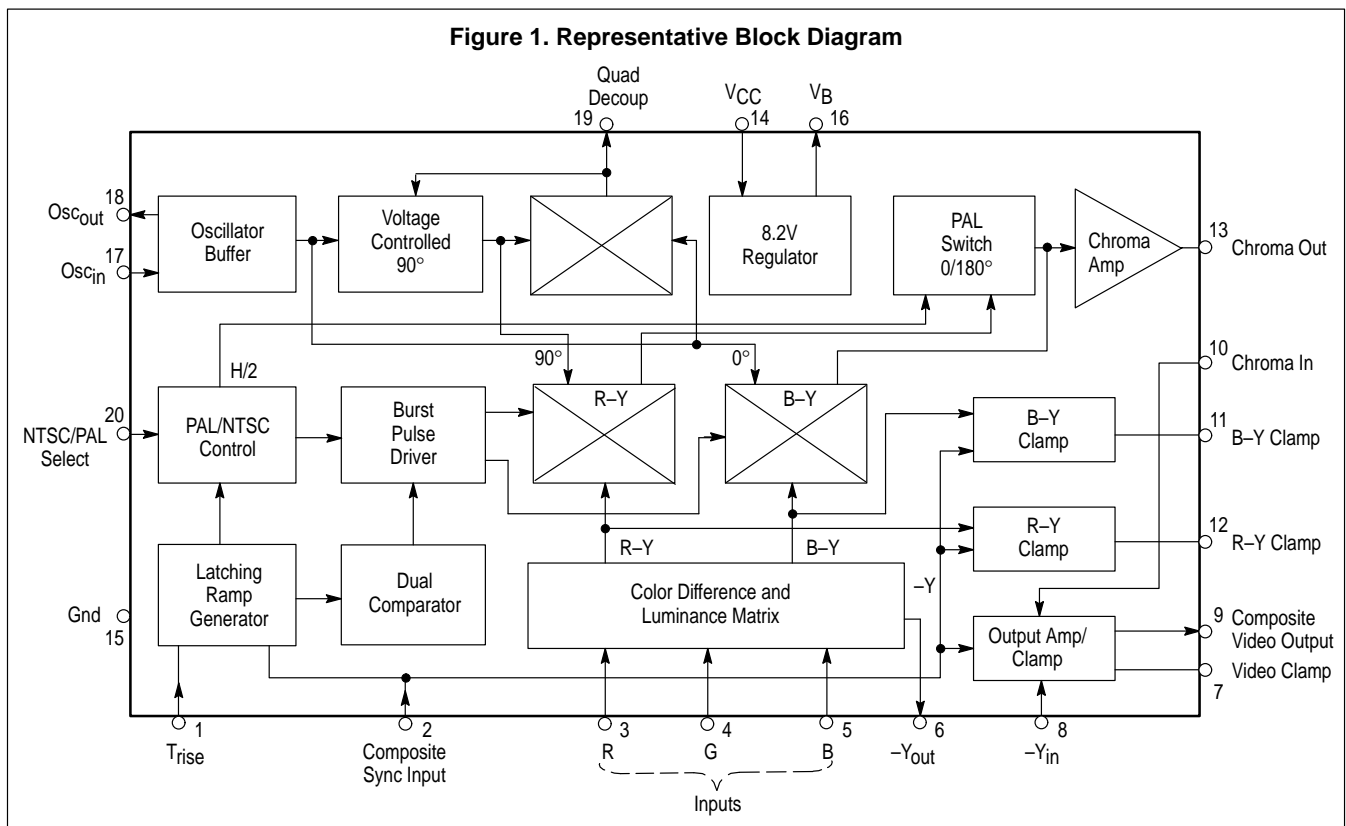 Figure 1. Representative Block Diagram
Quad
Decoup
19
VCC
14
VB
16
18
Oscout
17
Oscin
Oscillator
Buffer
Voltage
Controlled
90°
8.2V
Regulator
PAL
Switch
0/180°
Chroma
Amp
13
Chroma Out
H/2
90°
0°
10
Chroma In
20
NTSC/PAL
Select
PAL/NTSC
Control
Burst
Pulse
Driver
R–Y
B–Y
B–Y
Clamp
11
B–Y Clamp
R–Y
B–Y
R–Y
Clamp
12
R–Y Clamp
Gnd
15
Latching
Ramp
Generator
Dual
Comparator
Color Difference and
Luminance Matrix
–Y
Output Amp/
Clamp
9
Composite
Video Output
Video Clamp
7
1
Trise
2
Composite
Sync Input
3
R
4
G
5
B
6
–Yout
8
–Yin
Inputs